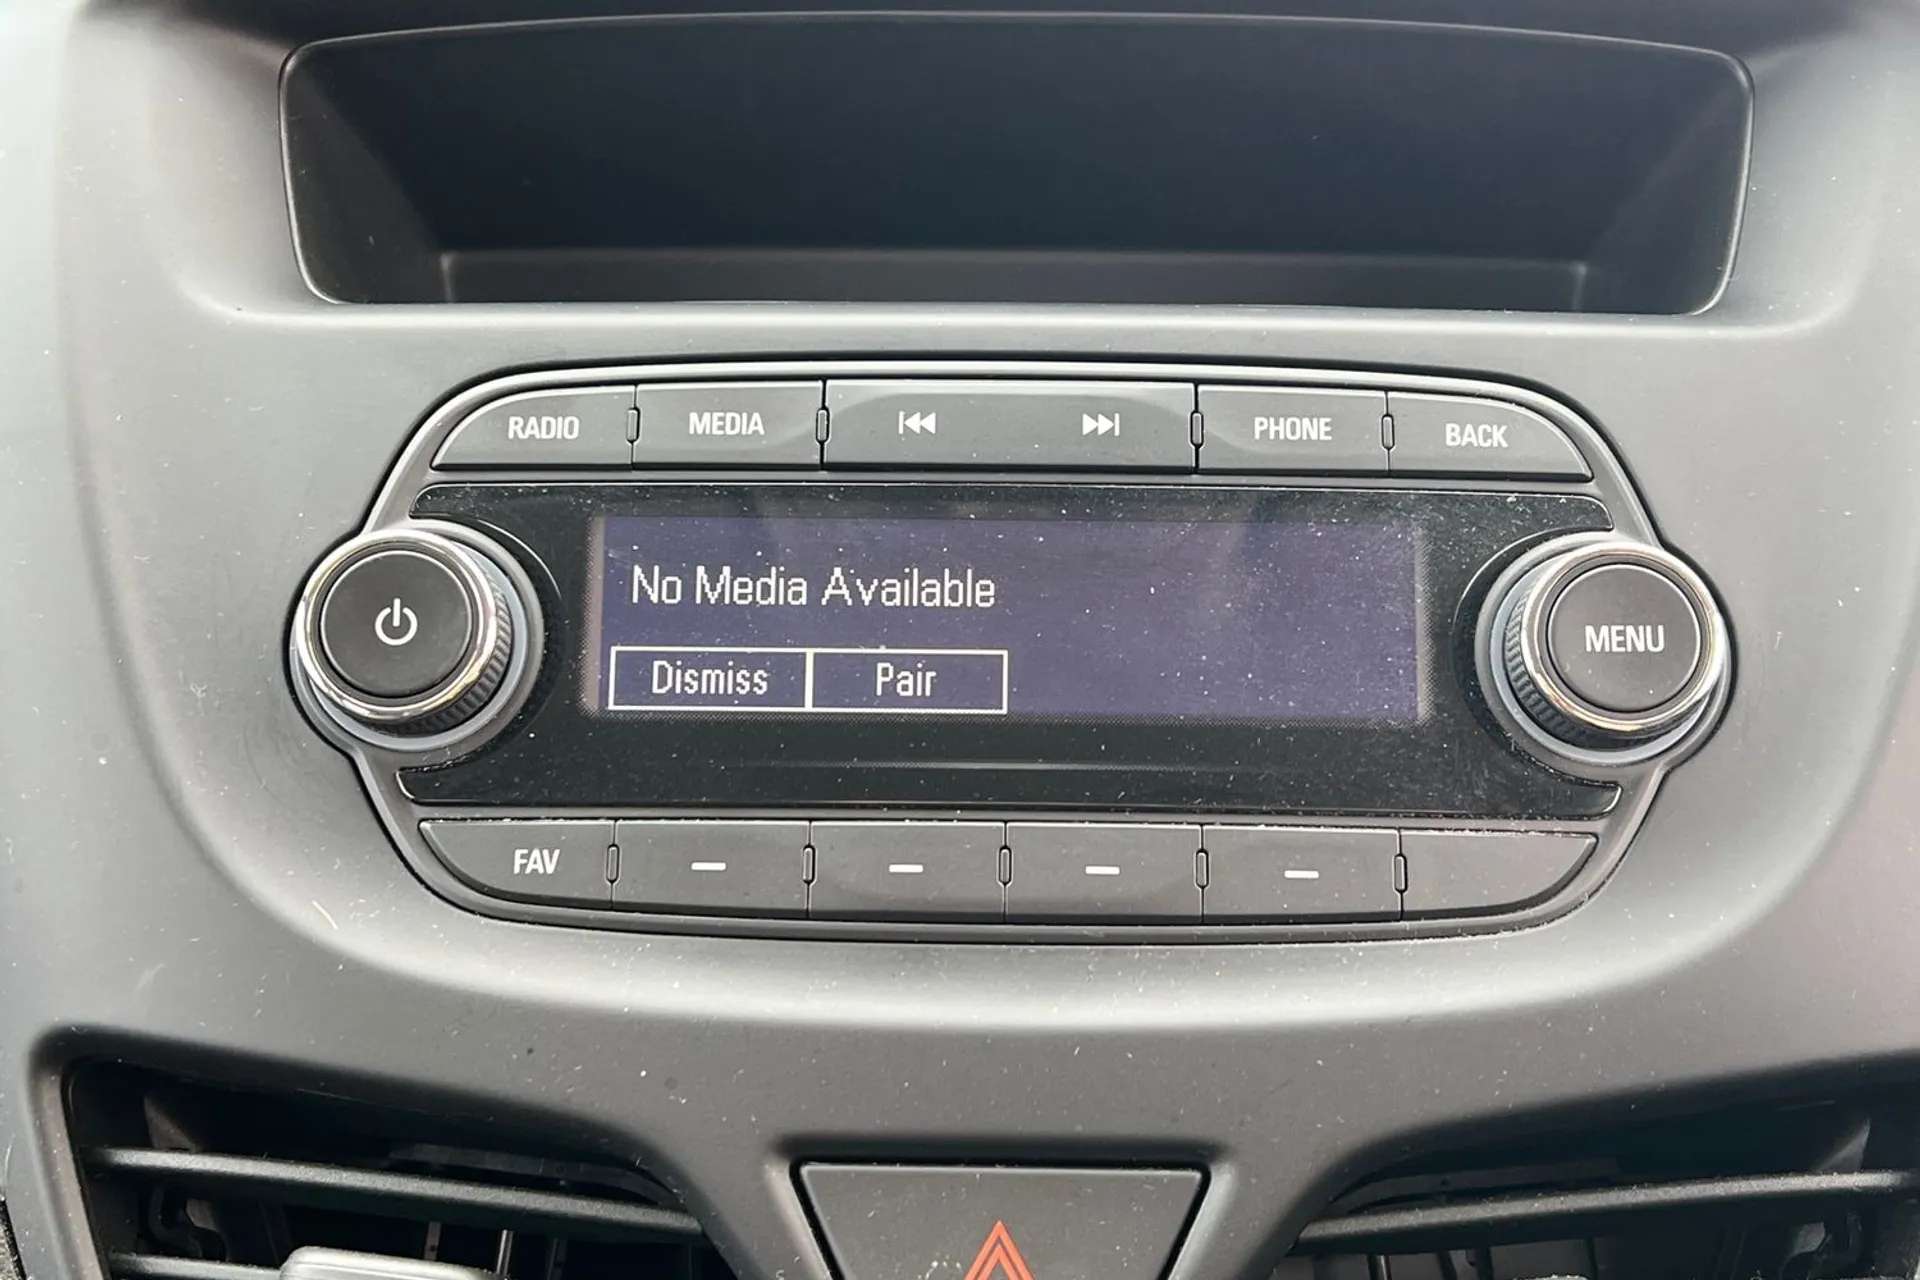 RADIO MEDIA PHONE BACK
No Media Available
Dismiss Pair
MENU
FAV